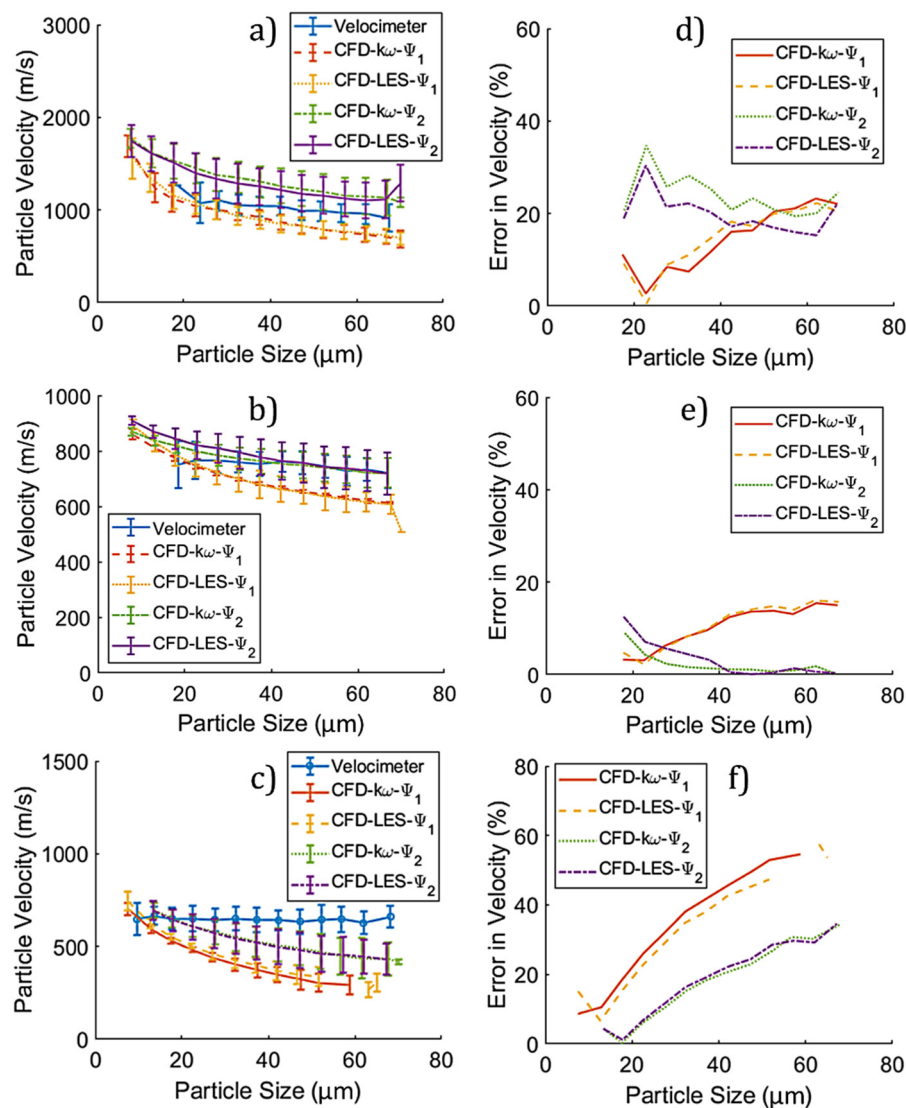 a)
3000
2000
1000
0
Particle Velocity (m/s)
Velocimeter
CFD-kω-Ψ1
CFD-LES-Ψ1
CFD-kω-Ψ2
CFD-LES-Ψ2
0 20 40 60 80
Particle Size (µm)
d)
60
40
20
0
Error in Velocity (%)
CFD-kω-Ψ1
CFD-LES-Ψ1
CFD-kω-Ψ2
CFD-LES-Ψ2
0 20 40 60 80
Particle Size (µm)
b)
1000
800
600
400
200
0
Particle Velocity (m/s)
Velocimeter
CFD-kω-Ψ1
CFD-LES-Ψ1
CFD-kω-Ψ2
CFD-LES-Ψ2
0 20 40 60 80
Particle Size (µm)
e)
60
40
20
0
Error in Velocity (%)
CFD-kω-Ψ1
CFD-LES-Ψ1
CFD-kω-Ψ2
CFD-LES-Ψ2
0 20 40 60 80
Particle Size (µm)
c)
1500
1000
500
0
Particle Velocity (m/s)
Velocimeter
CFD-kω-Ψ1
CFD-LES-Ψ1
CFD-kω-Ψ2
CFD-LES-Ψ2
0 20 40 60 80
Particle Size (µm)
f)
80
60
40
20
0
Error in Velocity (%)
CFD-kω-Ψ1
CFD-LES-Ψ1
CFD-kω-Ψ2
CFD-LES-Ψ2
0 20 40 60 80
Particle Size (µm)